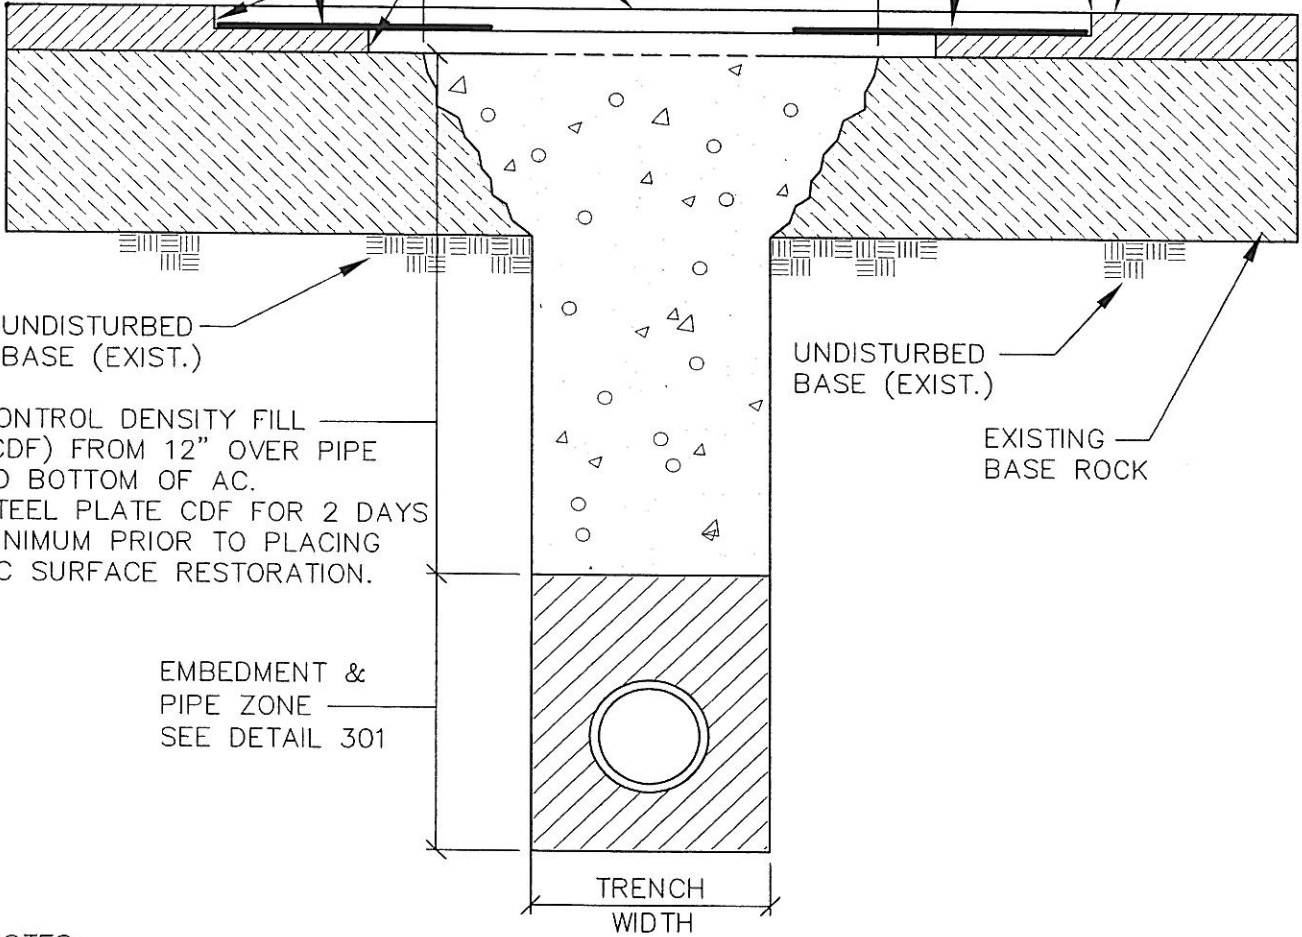 UNDISTURBED
BASE (EXIST.)
ONTROL DENSITY FILL
CDF) FROM 12" OVER PIPE
O BOTTOM OF AC.
TEEL PLATE CDF FOR 2 DAYS
NIMUM PRIOR TO PLACING
C SURFACE RESTORATION.
UNDISTURBED
BASE (EXIST.)
EXISTING
BASE ROCK
EMBEDMENT &
PIPE ZONE
SEE DETAIL 301
TRENCH
WIDTH